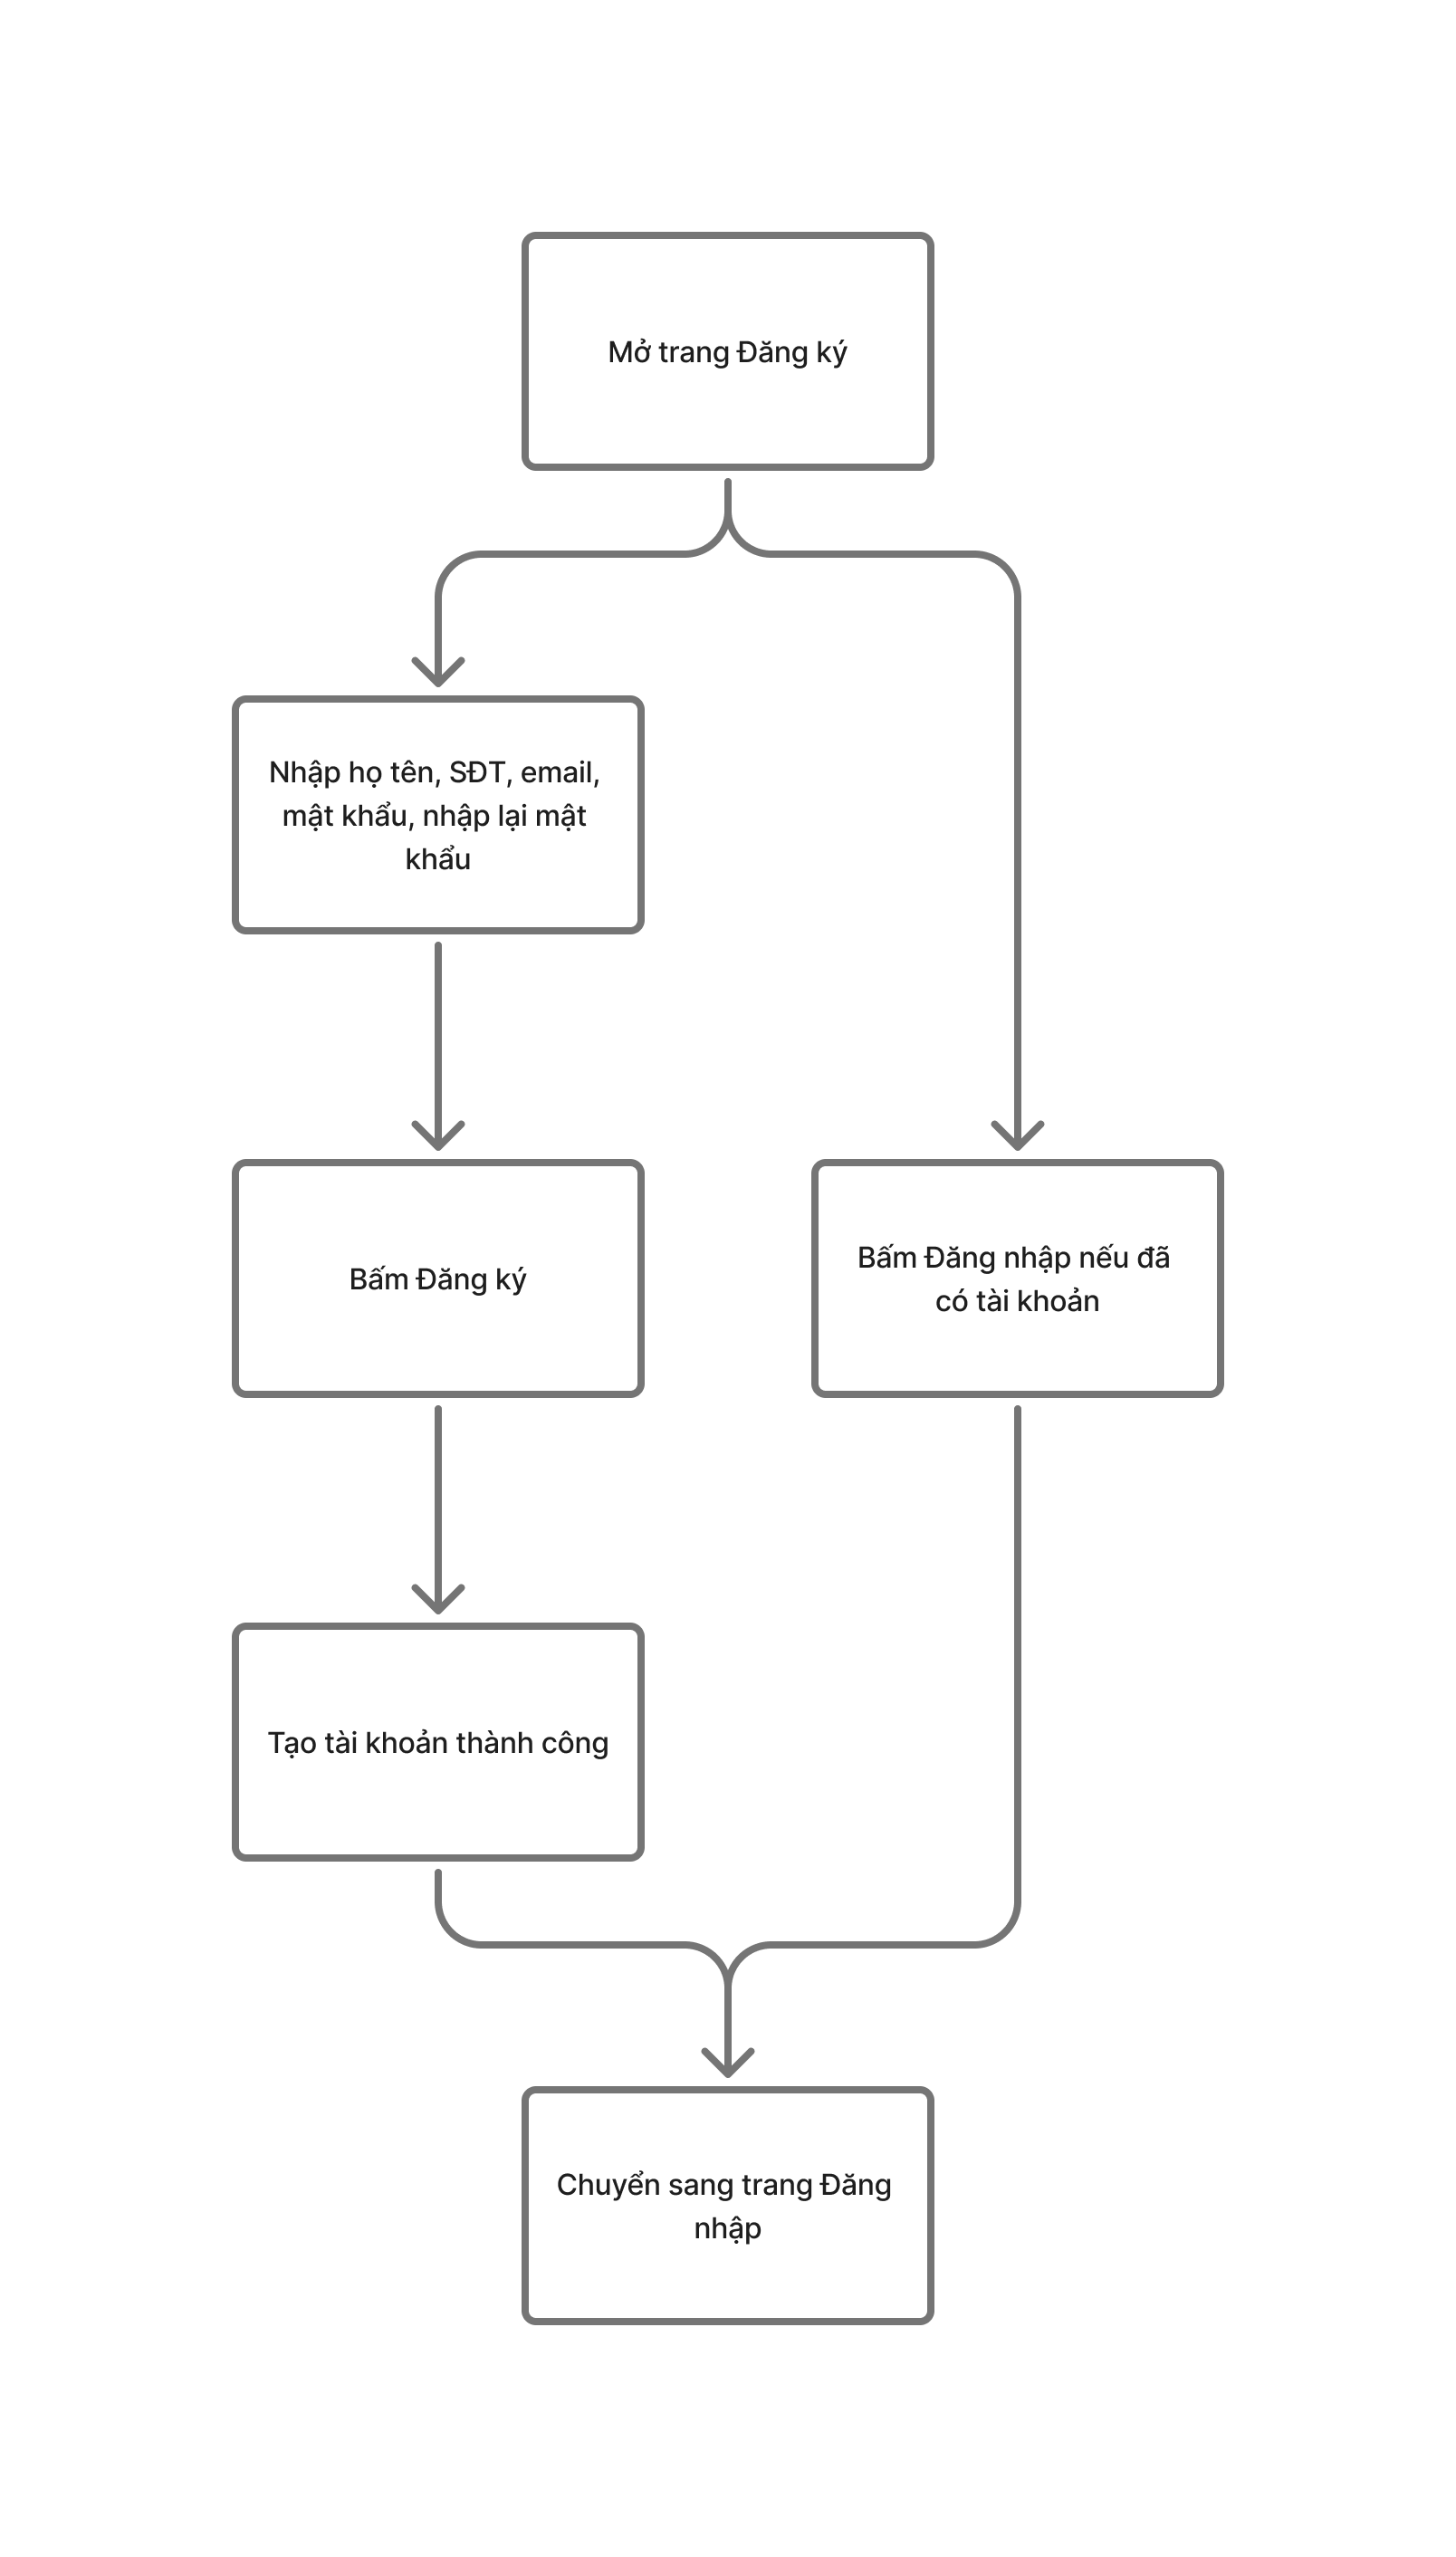 Mở trang Đăng ký
Nhập họ tên, SĐT, email,
mật khẩu, nhập lại mật
khẩu
Bấm Đăng ký
Bấm Đăng nhập nếu đã
có tài khoản
Tạo tài khoản thành công
Chuyển sang trang Đăng
nhập